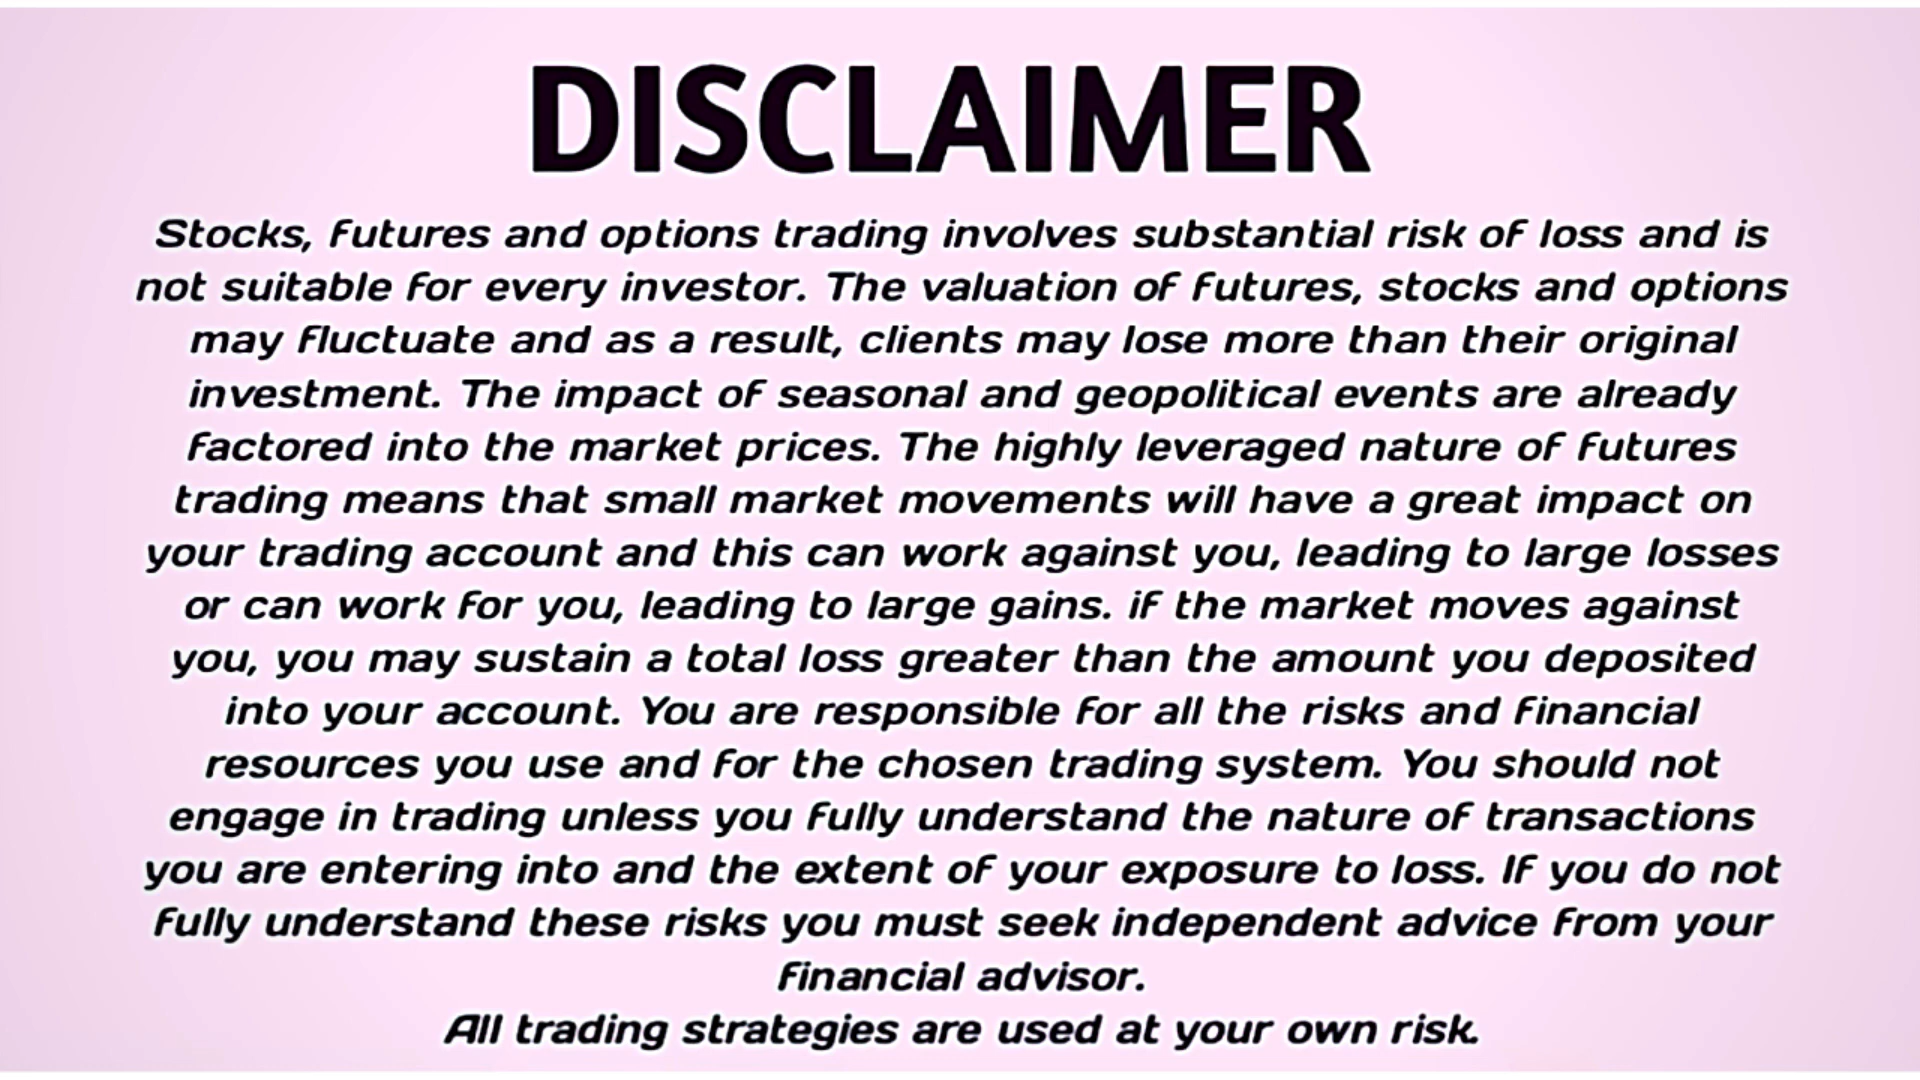 DISCLAIMER
Stocks, futures and options trading involves substantial risk of loss and is
not suitable for every investor. The valuation of futures, stocks and options
may fluctuate and as a result, clients may lose more than their original
investment. The impact of seasonal and geopolitical events are already
factored into the market prices. The highly leveraged nature of futures
trading means that small market movements will have a great impact on
your trading account and this can work against you, leading to large losses
or can work for you, leading to large gains. if the market moves against
you, you may sustain a total loss greater than the amount you deposited
into your account. You are responsible for all the risks and financial
resources you use and for the chosen trading system. You should not
engage in trading unless you fully understand the nature of transactions
you are entering into and the extent of your exposure to loss. If you do not
fully understand these risks you must seek independent advice from your
financial advisor.
All trading strategies are used at your own risk.